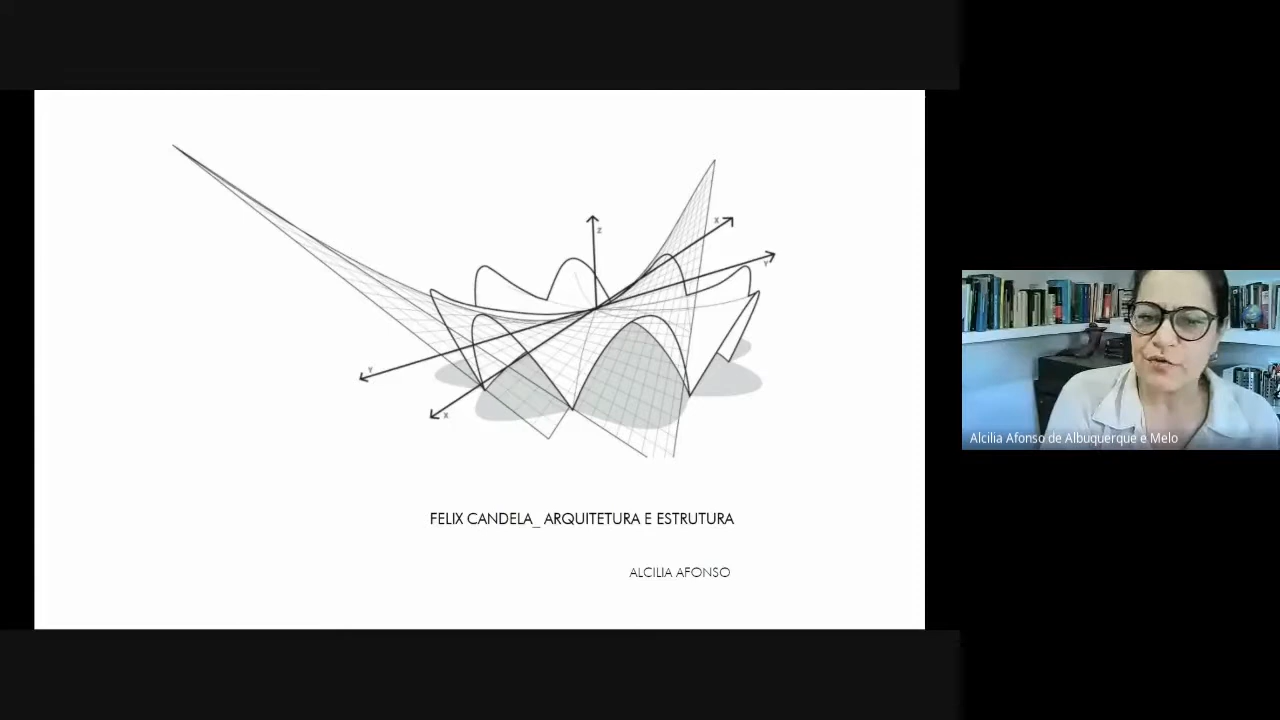 Z
X
Y
Y
X
FELIX CANDELA_ ARQUITETURA E ESTRUTURA
ALCILIA AFONSO
Alcilia Afonso de Albuquerque e Melo